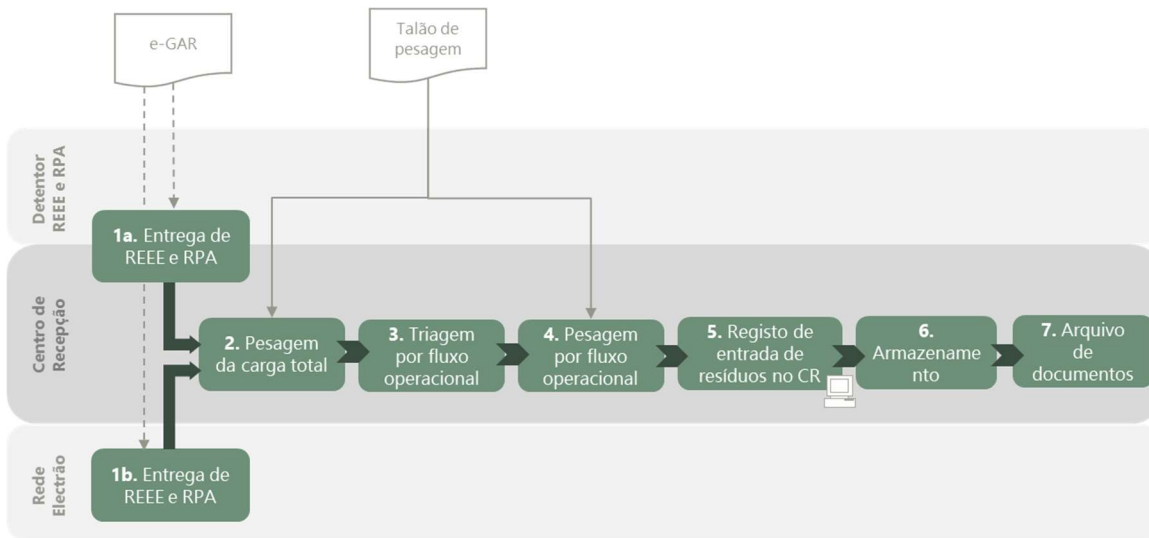 e-GAR
Talão de
pesagem
Detentor
REEE e RPA
1a. Entrega de
REEE e RPA
Centro de
Recepção
2. Pesagem
da carga total
3. Triagem
por fluxo
operacional
4. Pesagem
por fluxo
operacional
5. Registo de
entrada de
resíduos no CR
6.
Armazename
nto
7. Arquivo
de
documentos
Rede
Electrão
1b. Entrega de
REEE e RPA